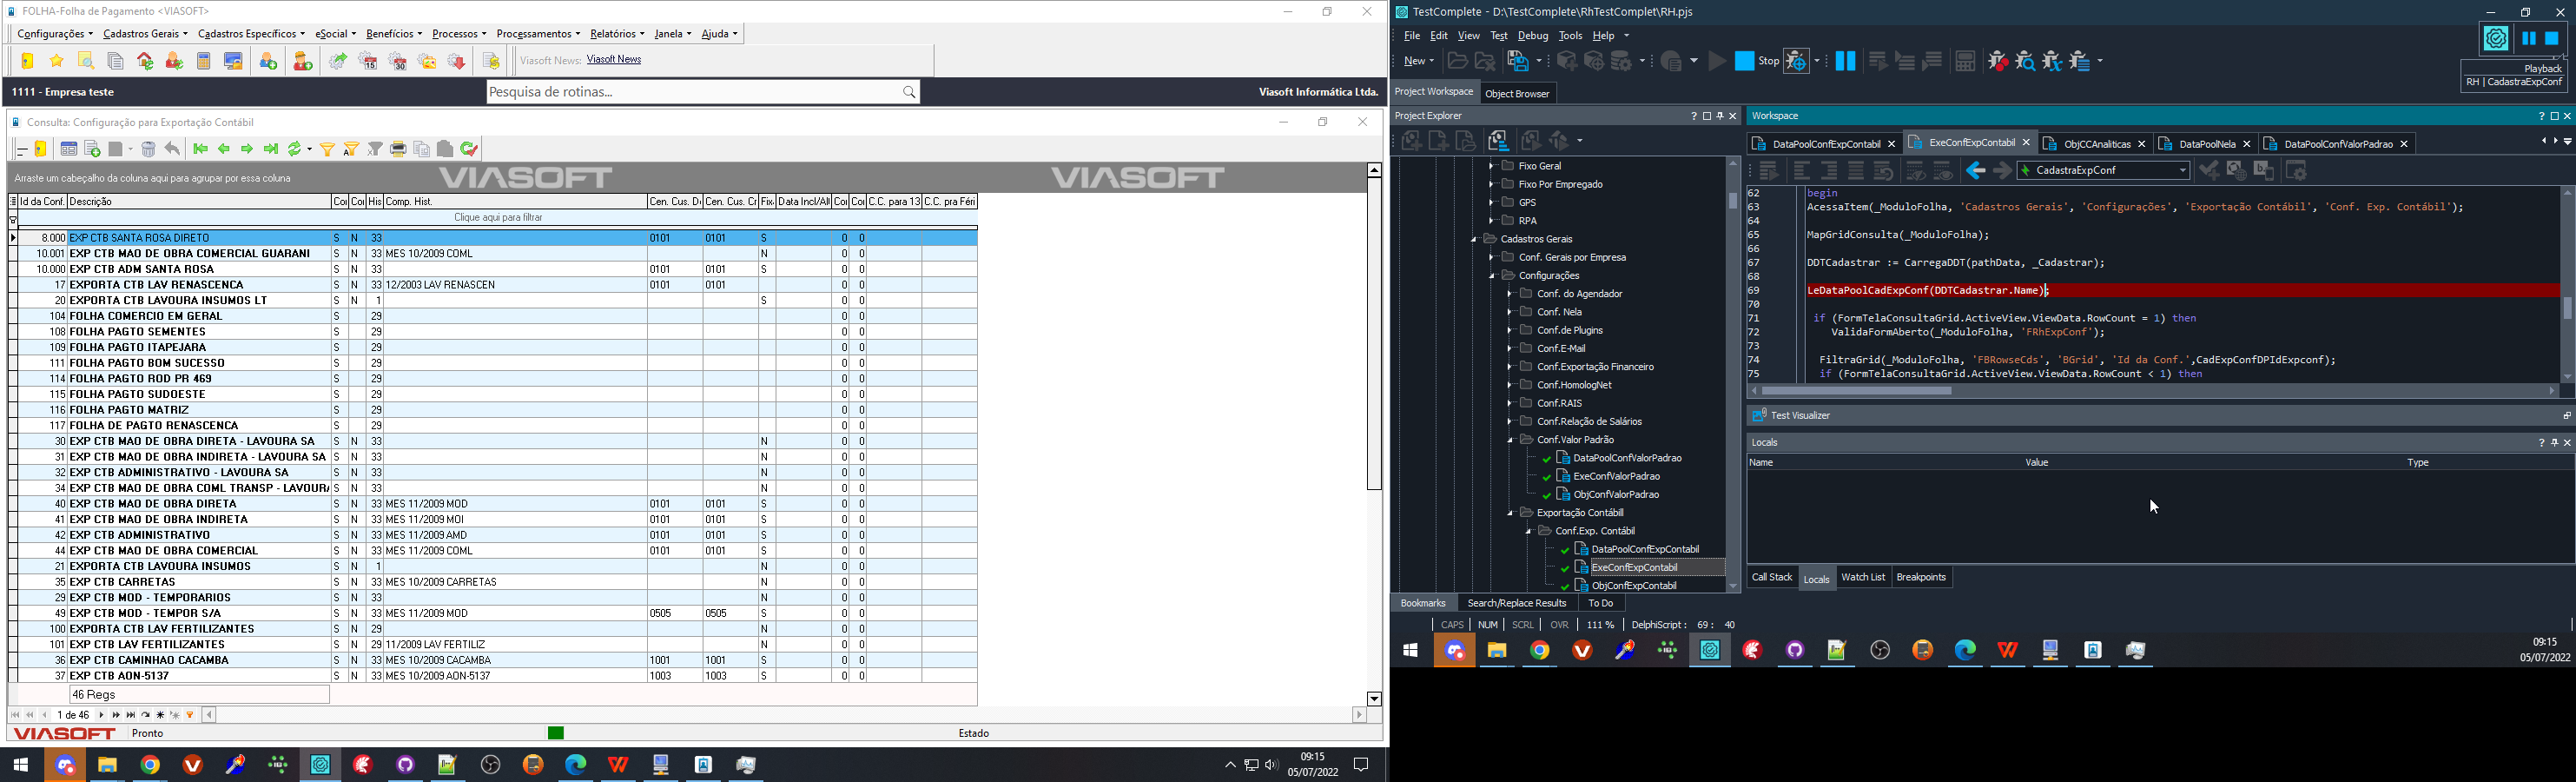 FOLHA-Folha de Pagamento <VIASOFT>
Configurações Cadastros Gerais Cadastros Específicos eSocial Benefícios Processos Processamentos Relatórios Janela Ajuda
Viasoft News: Viasoft News
1111 - Empresa teste
Pesquisa de rotinas...
Viasoft Informática Ltda.
Consulta: Configuração para Exportação Contábil
Arraste um cabeçalho da coluna aqui para agrupar por essa coluna
VIASOFT VIASOFT
Id da Conf. Descrição Coi Coi His Comp. Hist. Cen. Cus. D Cen. Cus. Cr Fix. Data Incl/Alt Coi Coi C.C. para 13 C.C. pra Féri
Clique aqui para filtrar
8.000 EXP CTB SANTA ROSA DIRETO S N 33 0101 0101 S 0 0
10.001 EXP CTB MAO DE OBRA COMERCIAL GUARANI S N 33 MES 10/2009 COML N 0 0
10.000 EXP CTB ADM SANTA ROSA S N 33 0101 0101 S 0 0
17 EXPORTA CTB LAV RENASCENCA S N 33 12/2003 LAV RENASCEN 0101 0101 0 0
20 EXPORTA CTB LAVOURA INSUMOS LT S N 1 S 0 0
104 FOLHA COMERCIO EM GERAL S 29 0 0
108 FOLHA PAGTO SEMENTES S 29 0 0
109 FOLHA PAGTO ITAPEJARA S 29 0 0
111 FOLHA PAGTO BOM SUCESSO S 29 0 0
114 FOLHA PAGTO ROD PR 469 S 29 0 0
115 FOLHA PAGTO SUDOESTE S 29 0 0
116 FOLHA PAGTO MATRIZ S 29 0 0
117 FOLHA DE PAGTO RENASCENCA S 29 0 0
30 EXP CTB MAO DE OBRA DIRETA - LAVOURA SA S N 33 N 0 0
31 EXP CTB MAO DE OBRA INDIRETA - LAVOURA SA S N 33 N 0 0
32 EXP CTB ADMINISTRATIVO - LAVOURA SA S N 33 N 0 0
34 EXP CTB MAO DE OBRA COML TRANSP - LAVOUR S N 33 N 0 0
40 EXP CTB MAO DE OBRA DIRETA S N 33 MES 11/2009 MOD 0101 0101 S 0 0
41 EXP CTB MAO DE OBRA INDIRETA S N 33 MES 11/2009 MOI 0101 0101 S 0 0
42 EXP CTB ADMINISTRATIVO S N 33 MES 11/2009 AMD 0101 0101 S 0 0
44 EXP CTB MAO DE OBRA COMERCIAL S N 33 MES 11/2009 COML 0101 0101 S 0 0
21 EXPORTA CTB LAVOURA INSUMOS S N 1 N 0 0
35 EXP CTB CARRETAS S N 33 MES 10/2009 CARRETAS N 0 0
29 EXP CTB MOD - TEMPORARIOS S N 33 N 0 0
49 EXP CTB MOD - TEMPOR S/A S N 33 MES 11/2009 MOD 0505 0505 S 0 0
100 EXPORTA CTB LAV FERTILIZANTES S N 29 N 0 0
101 EXP CTB LAV FERTILIZANTES S N 29 11/2009 LAV FERTILIZ N 0 0
36 EXP CTB CAMINHAO CACAMBA S N 33 MES 10/2009 CACAMBA 1001 1001 S 0 0
37 EXP CTB AON-5137 S N 33 MES 10/2009 AON-5137 1003 1003 S 0 0
46 Regs
1 de 46
VIASOFT Pronto Estado
09:15
05/07/2022
TestComplete - D:\TestComplete\RhTestComplet\RH.pjs
File Edit View Test Debug Tools Help
New Stop
Playback
RH | CadastraExpConf
Project Workspace Object Browser
Project Explorer
Fixo Geral
Fixo Por Empregado
GPS
RPA
Cadastros Gerais
Conf. Gerais por Empresa
Configurações
Conf. do Agendador
Conf. Nela
Conf.de Plugins
Conf.E-Mail
Conf.Exportação Financeiro
Conf.HomologNet
Conf.RAIS
Conf.Relação de Salários
Conf.Valor Padrão
DataPoolConfValorPadrao
ExeConfValorPadrao
ObjConfValorPadrao
Exportação Contábill
Conf.Exp. Contábil
DataPoolConfExpContabil
ExeConfExpContabil
ObjConfExpContabil
Bookmarks Search/Replace Results To Do
Workspace
DataPoolConfExpContabil ExeConfExpContabil ObjCCAnaliticas DataPoolNela DataPoolConfValorPadrao
CadastraExpConf
62 begin
63 AcessaItem(_ModuloFolha, 'Cadastros Gerais', 'Configurações', 'Exportação Contábil', 'Conf. Exp. Contábil');
64
65 MapGridConsulta(_ModuloFolha);
66
67 DDTCadastrar := CarregaDDT(pathData, _Cadastrar);
68
69 LeDataPoolCadExpConf(DDTCadastrar.Name);
70
71 if (FormTelaConsultaGrid.ActiveView.ViewData.RowCount = 1) then
72 ValidaFormAberto(_ModuloFolha, 'FRhExpConf');
73
74 FiltraGrid(_ModuloFolha, 'FBRowseCds', 'BGrid', 'Id da Conf.',CadExpConfDPIdExpconf);
75 if (FormTelaConsultaGrid.ActiveView.ViewData.RowCount < 1) then
Test Visualizer
Locals
Name Value Type
Call Stack Locals Watch List Breakpoints
CAPS NUM SCRL OVR 111 % DelphiScript : 69 : 40
09:15
05/07/2022